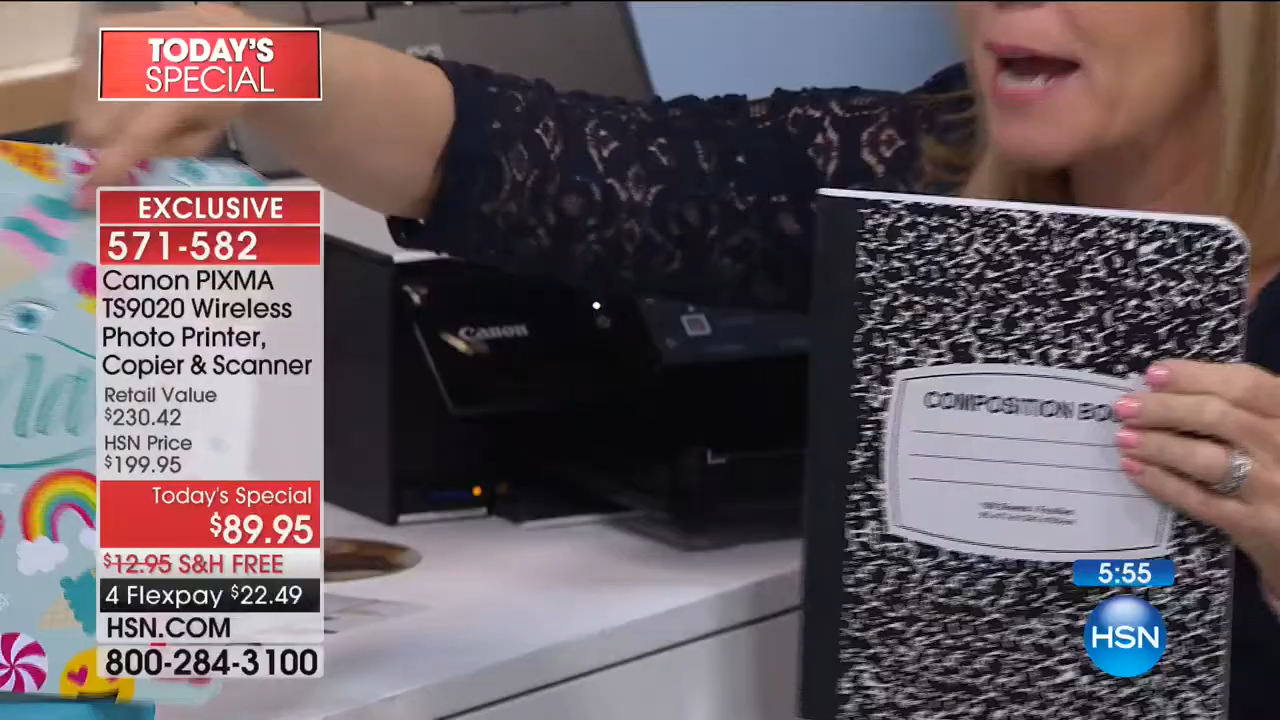 TODAY'S
SPECIAL
EXCLUSIVE
571-582
Canon PIXMA
TS9020 Wireless
Photo Printer,
Copier & Scanner
Retail Value
$230.42
HSN Price
$199.95
Today's Special
$89.95
$12.95 S&H FREE
4 Flexpay $22.49
HSN.COM
800-284-3100
Canon
COMPOSITION BO
5:55
HSN